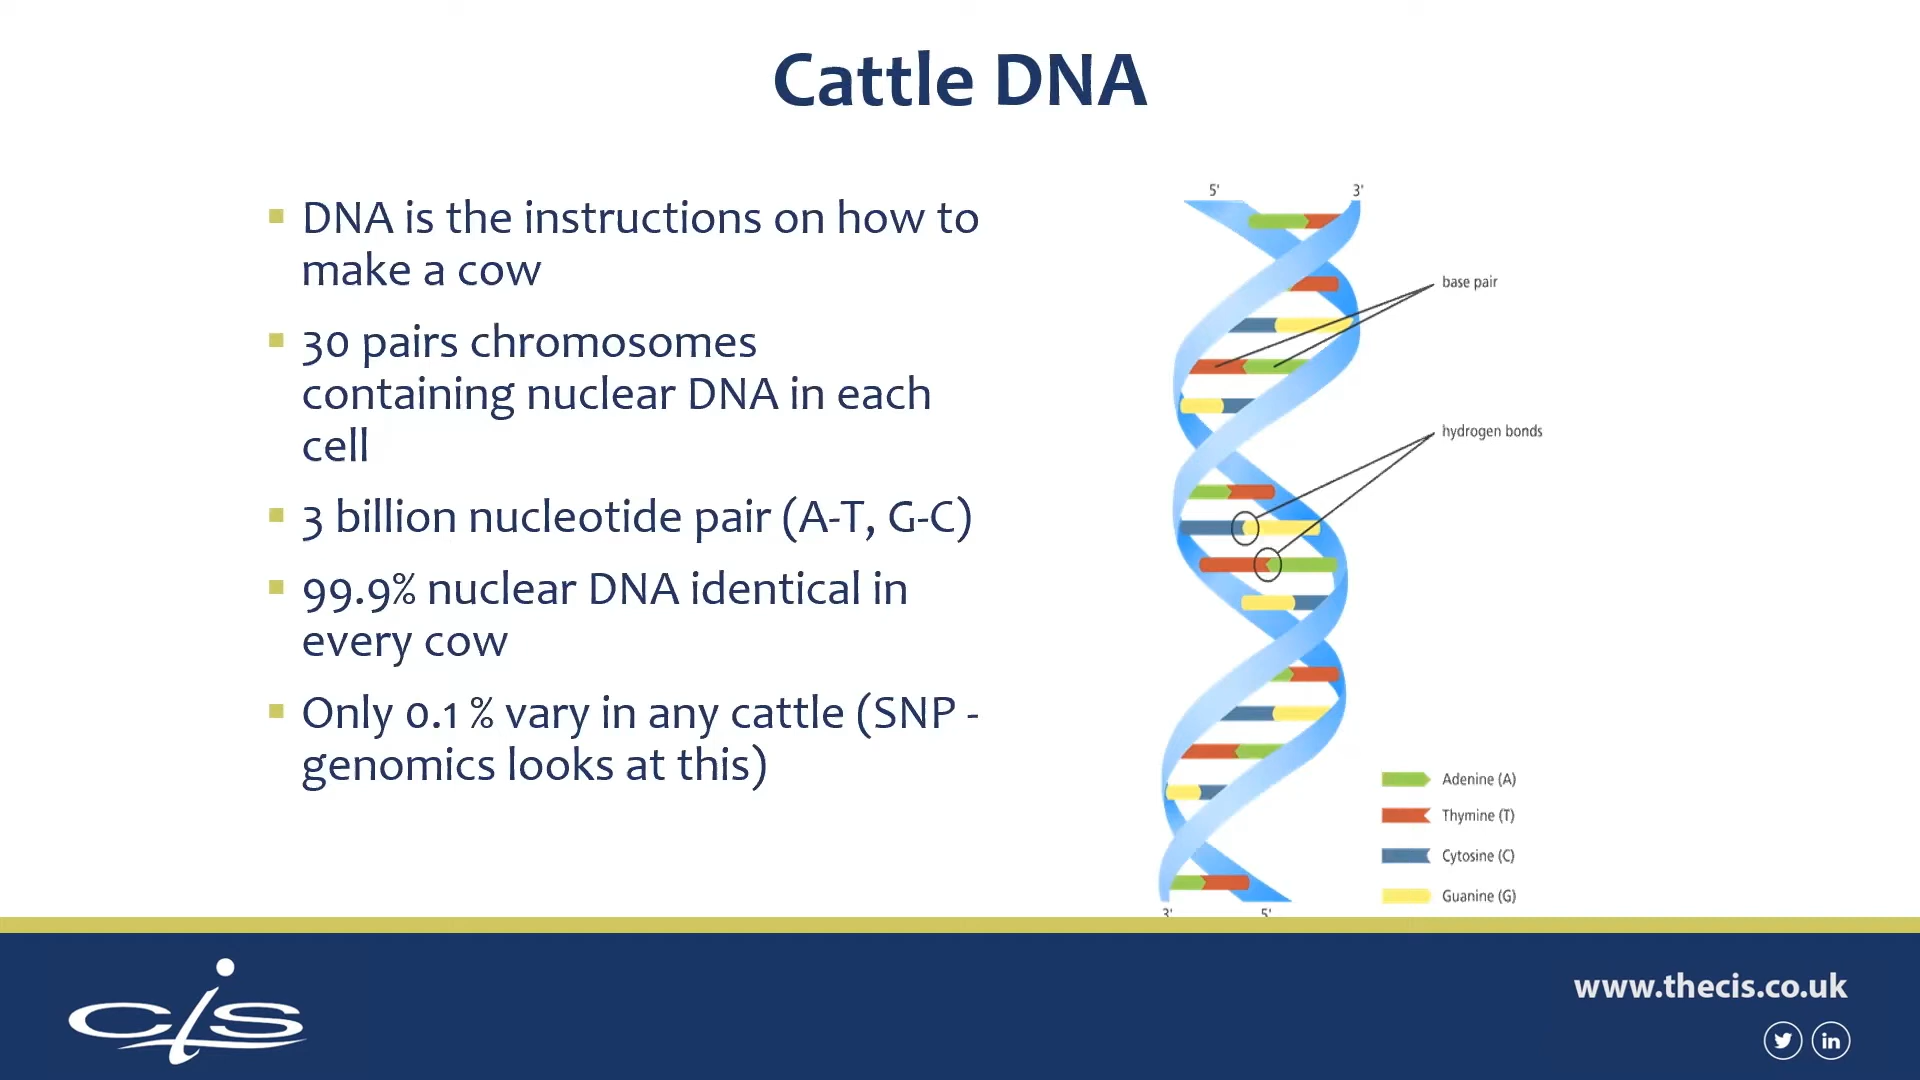 Cattle DNA
DNA is the instructions on how to
make a cow
30 pairs chromosomes
containing nuclear DNA in each
cell
3 billion nucleotide pair (A-T, G-C)
99.9% nuclear DNA identical in
every cow
Only 0.1 % vary in any cattle (SNP -
genomics looks at this)
5' 3'
base pair
hydrogen bonds
Adenine (A)
Thymine (T)
Cytosine (C)
Guanine (G)
3' 5'
cis
www.thecis.co.uk
in